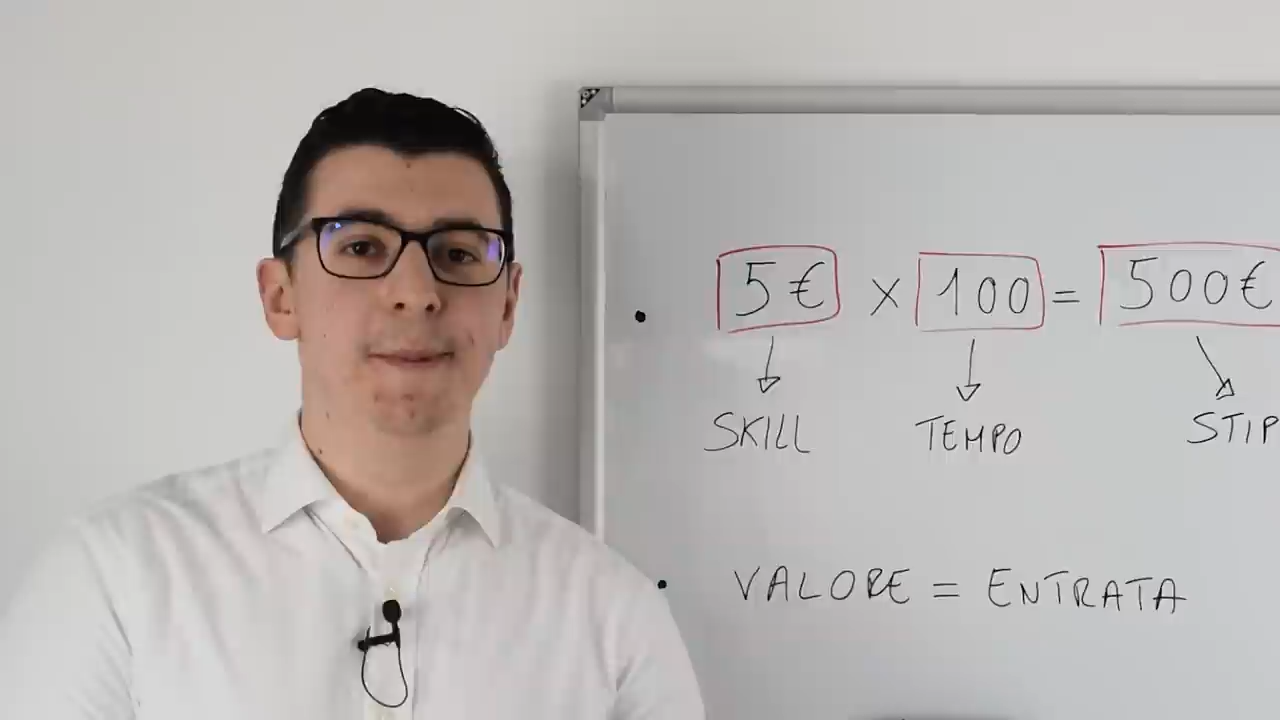 • 5€ x 100 = 500€
SKILL TEMPO STIP
• VALORE = ENTRATA